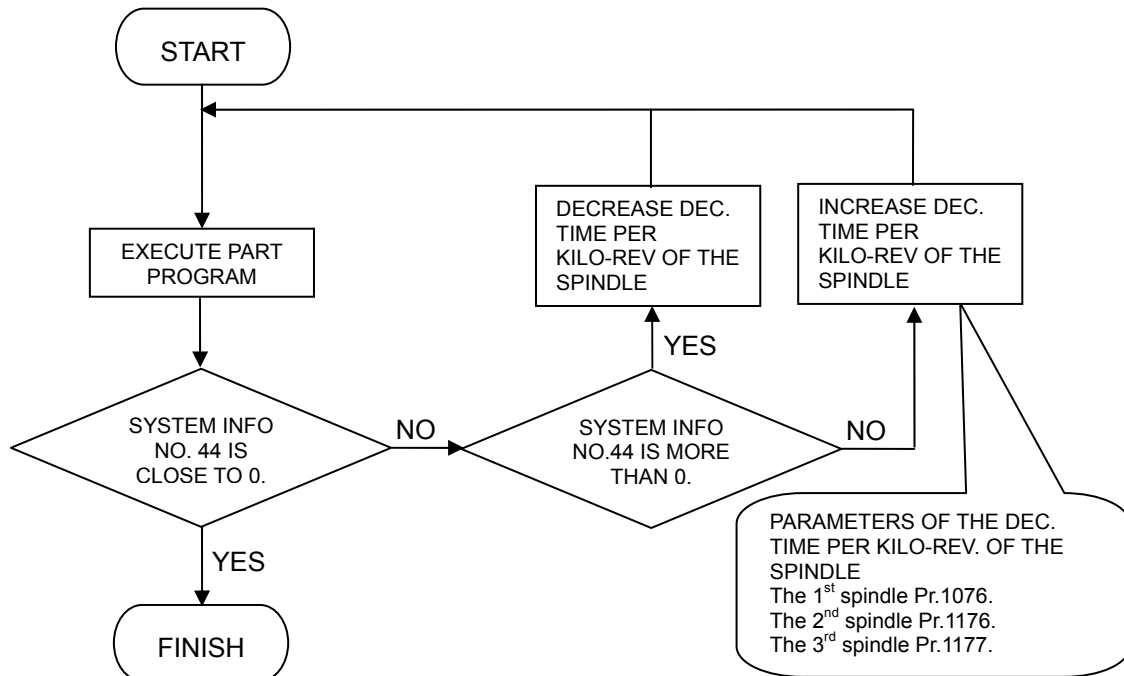 START
EXECUTE PART
PROGRAM
SYSTEM INFO
NO. 44 IS
CLOSE TO 0.
YES
FINISH
NO
SYSTEM INFO
NO.44 IS MORE
THAN 0.
YES
DECREASE DEC.
TIME PER
KILO-REV OF THE
SPINDLE
NO
INCREASE DEC.
TIME PER
KILO-REV OF THE
SPINDLE
PARAMETERS OF THE DEC.
TIME PER KILO-REV. OF THE
SPINDLE
The 1st spindle Pr.1076.
The 2nd spindle Pr.1176.
The 3rd spindle Pr.1177.